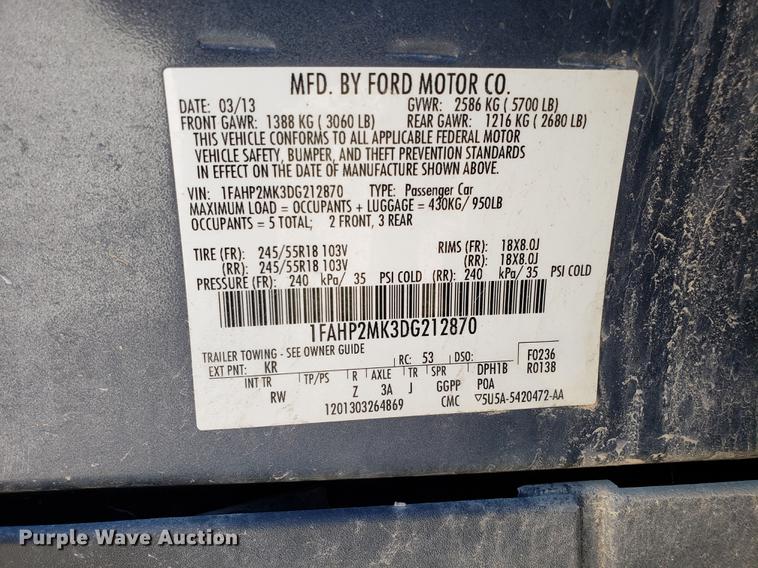 MFD. BY FORD MOTOR CO.
DATE: 03/13 GVWR: 2586 KG ( 5700 LB)
FRONT GAWR: 1388 KG ( 3060 LB) REAR GAWR: 1216 KG ( 2680 LB)
THIS VEHICLE CONFORMS TO ALL APPLICABLE FEDERAL MOTOR
VEHICLE SAFETY, BUMPER, AND THEFT PREVENTION STANDARDS
IN EFFECT ON THE DATE OF MANUFACTURE SHOWN ABOVE.
VIN: 1FAHP2MK3DG212870 TYPE: Passenger Car
MAXIMUM LOAD = OCCUPANTS + LUGGAGE = 430KG/ 950LB
OCCUPANTS = 5 TOTAL; 2 FRONT, 3 REAR
TIRE (FR): 245/55R18 103V RIMS (FR): 18X8.0J
(RR): 245/55R18 103V (RR): 18X8.0J
PRESSURE (FR): 240 kPa/ 35 PSI COLD (RR): 240 kPa/ 35 PSI COLD
1FAHP2MK3DG212870
TRAILER TOWING - SEE OWNER GUIDE
EXT PNT: KR RC: 53 DSO: F0236
INT TR TP/PS R AXLE TR SPR DPH1B R0138
RW Z 3A J GGPP POA
1201303264869 CMC ▽5U5A-5420472-AA
Purple Wave Auction